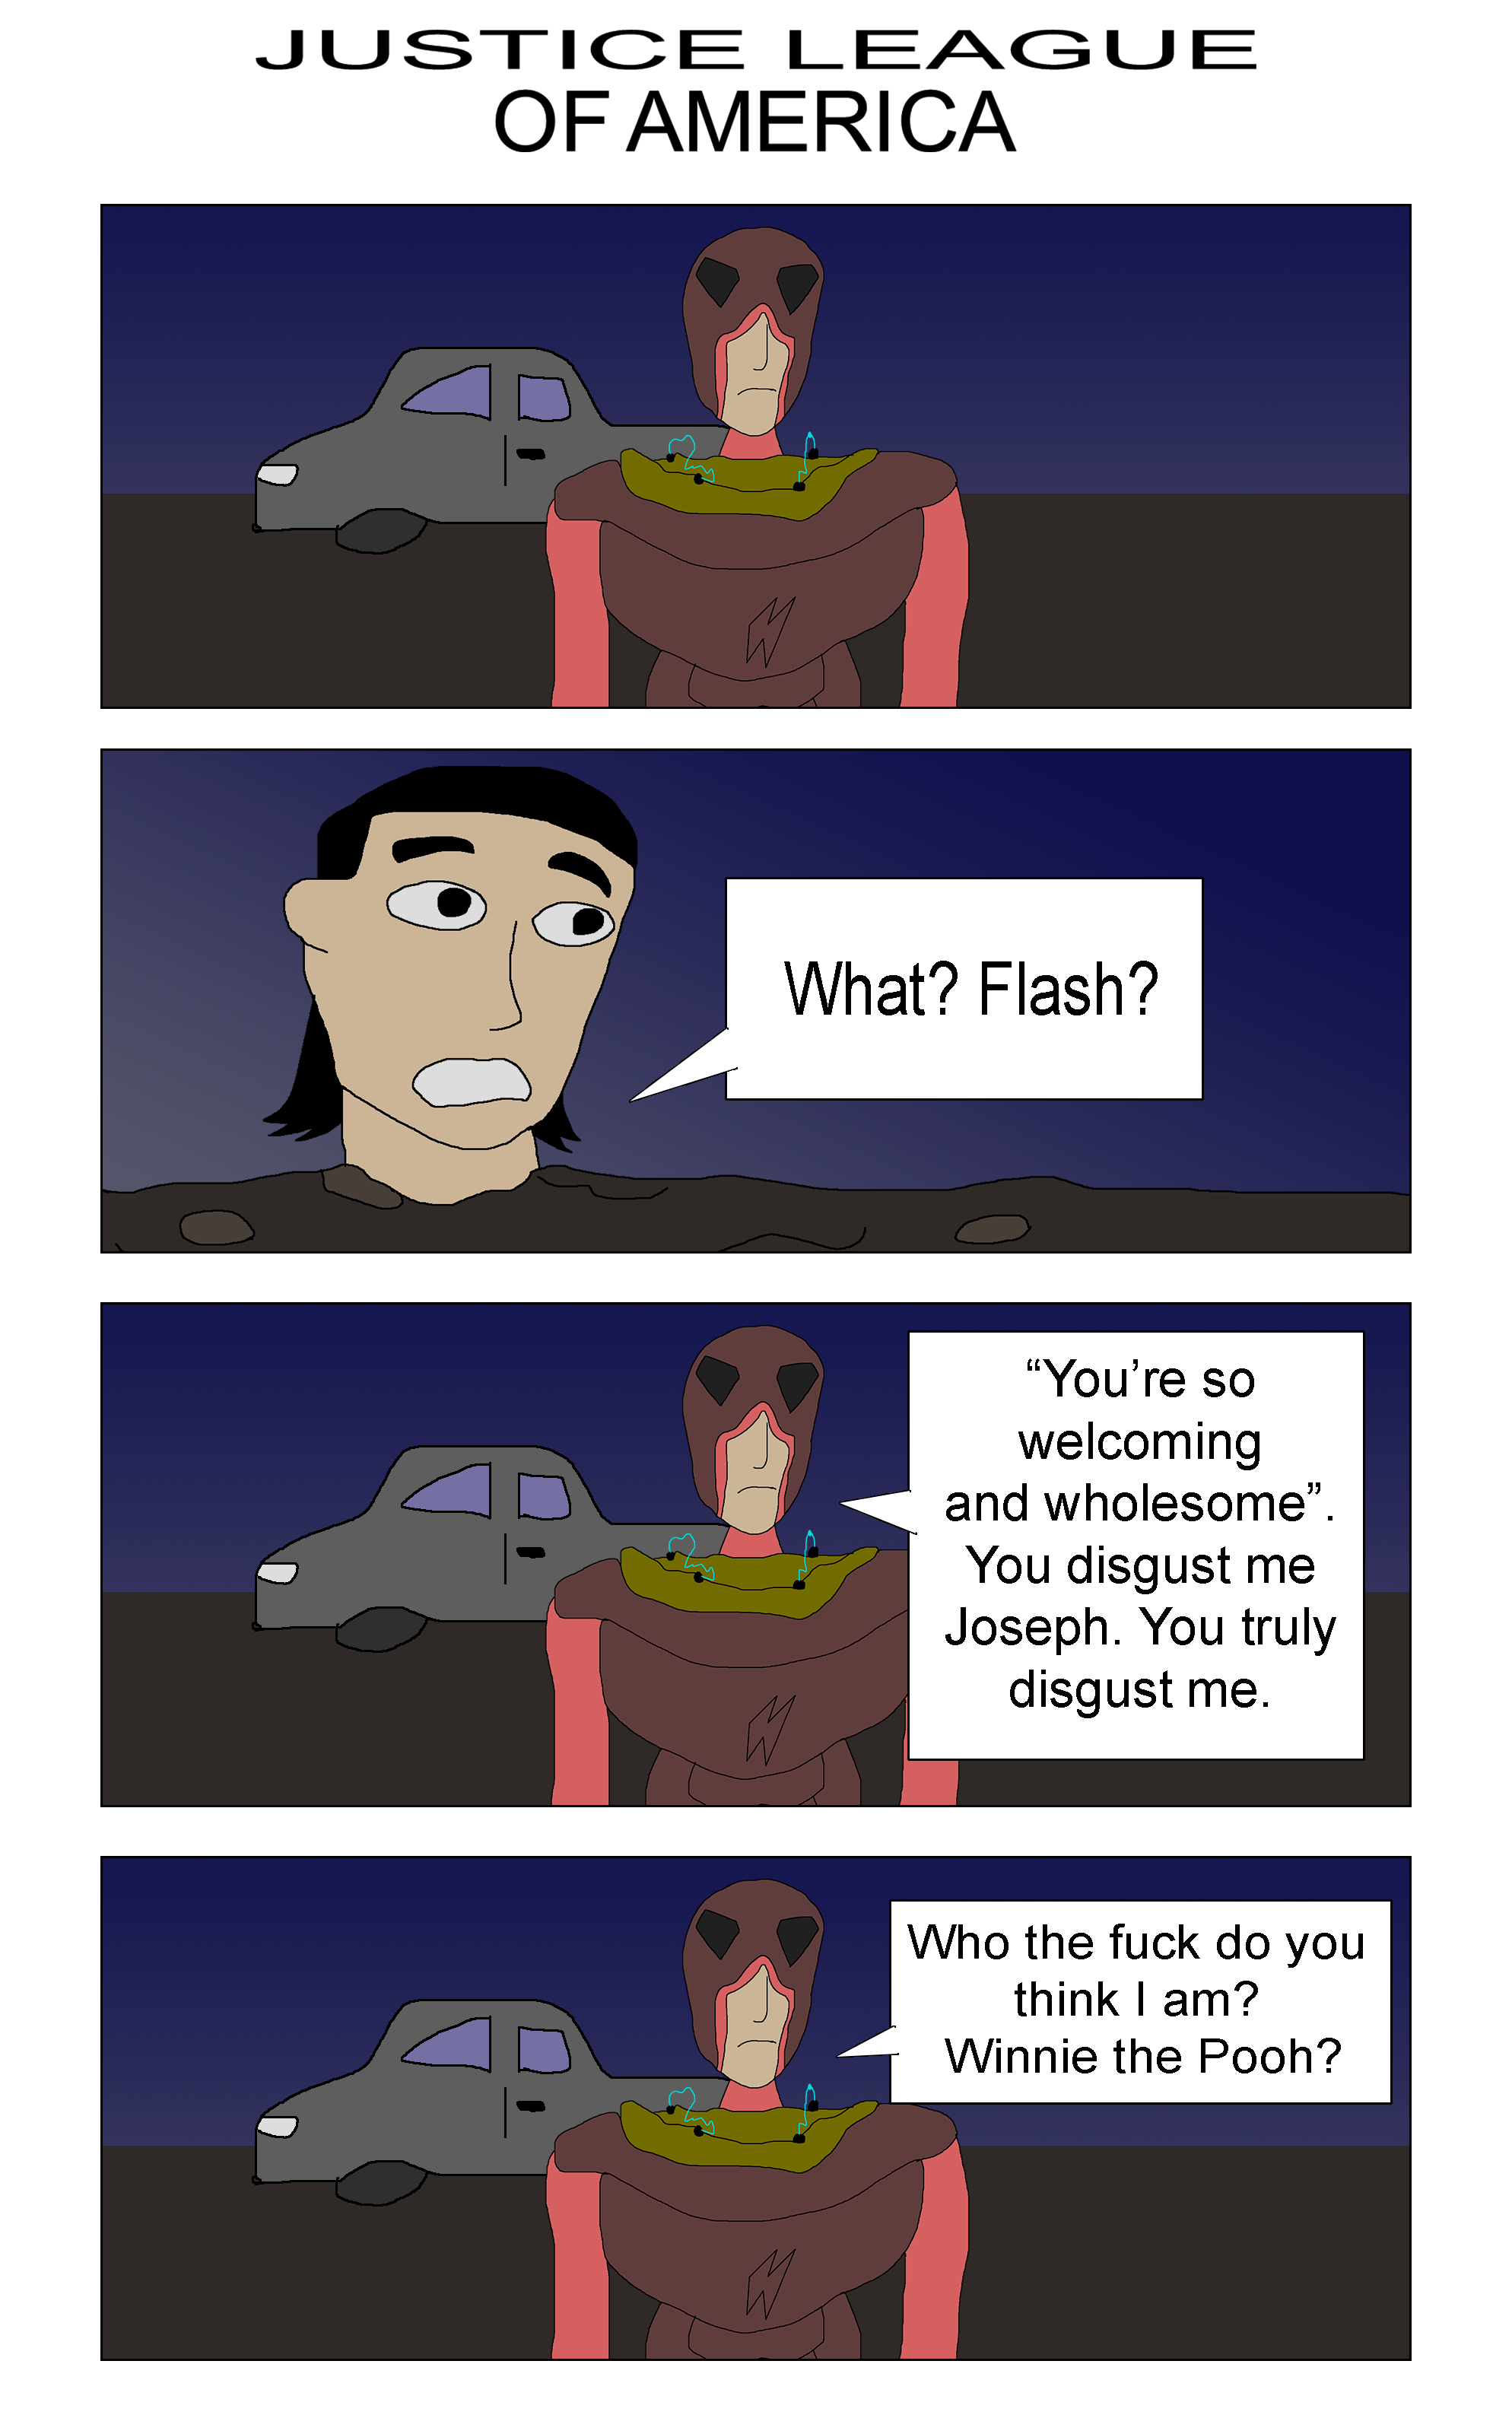 JUSTICE LEAGUE
OF AMERICA
What? Flash?
“You’re so
welcoming
and wholesome”.
You disgust me
Joseph. You truly
disgust me.
Who the fuck do you
think I am?
Winnie the Pooh?